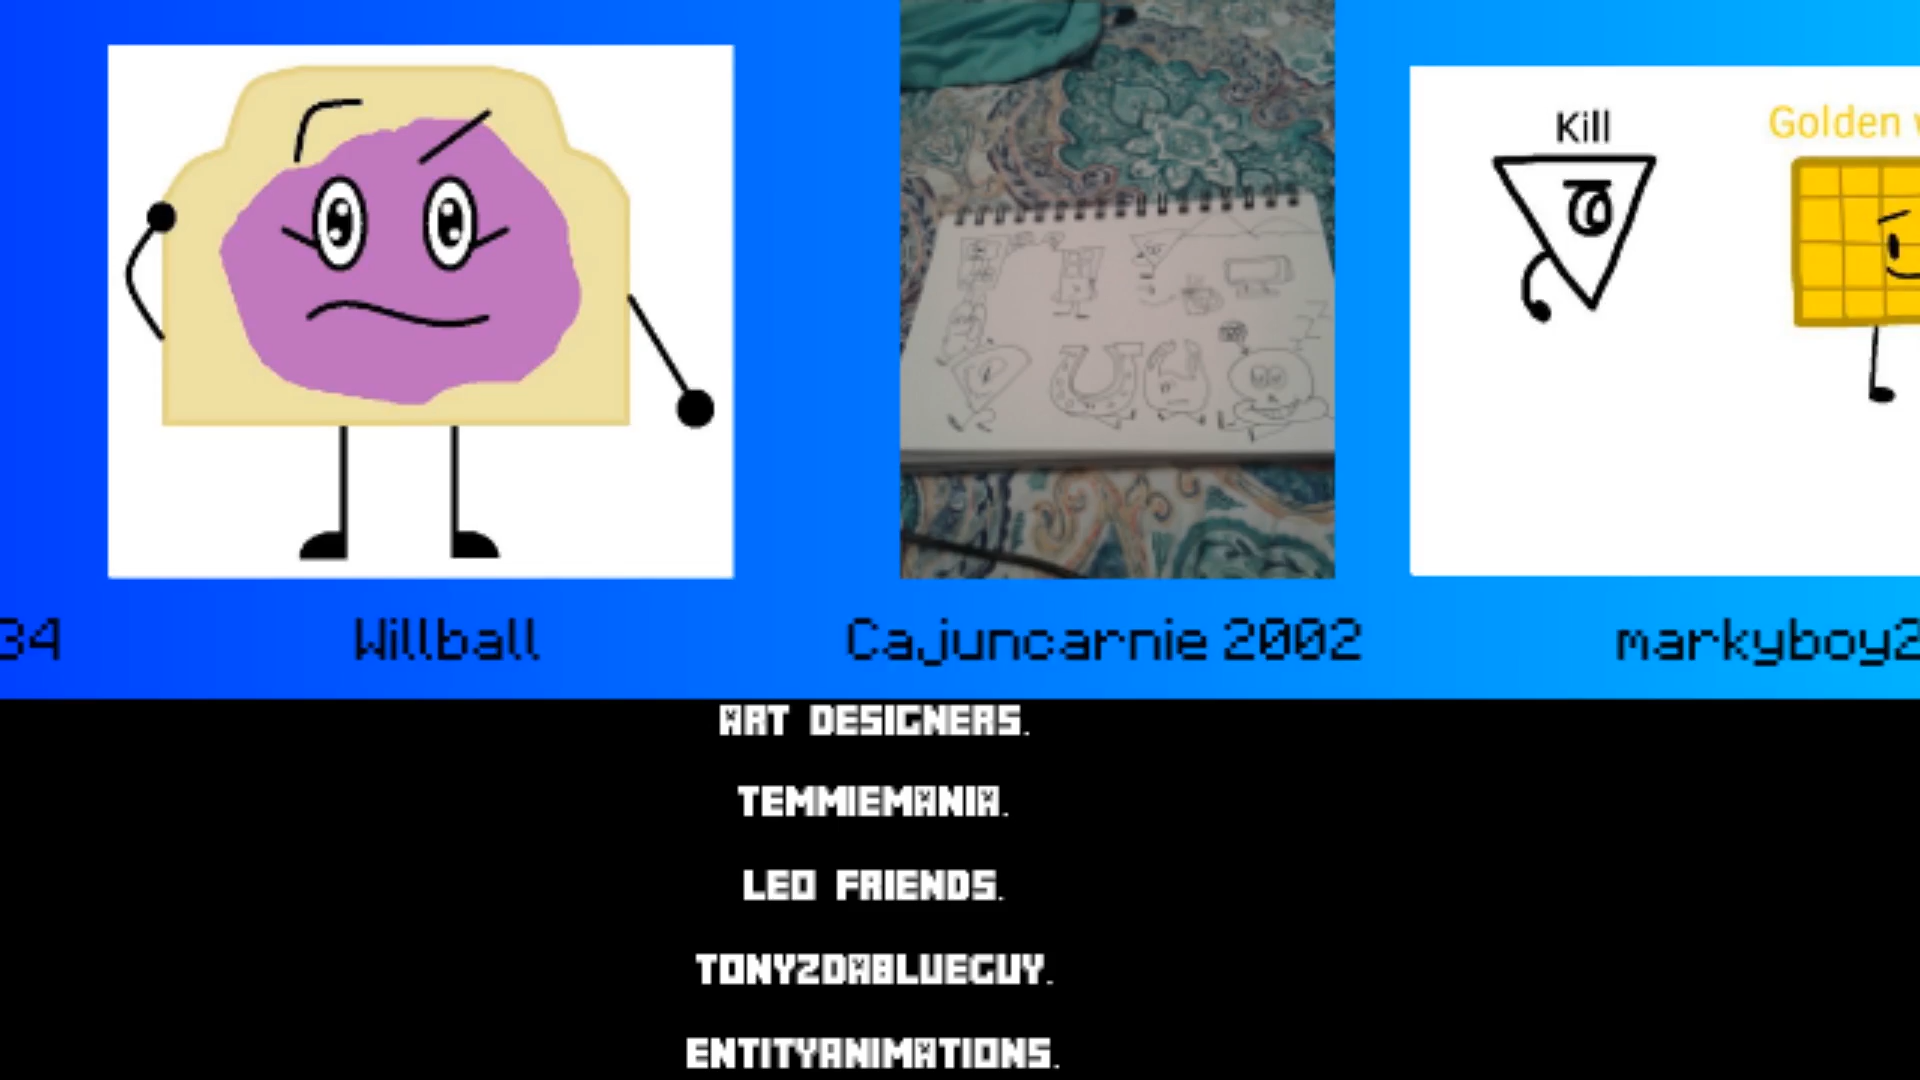 Kill
Golden
34
Willball
Cajuncarnie 2002
markyboy2
ART DESIGNERS.
TEMMIEMANIA.
LEO FRIENDS.
TONYZDABLUEGUY.
ENTITYANIMATIONS.